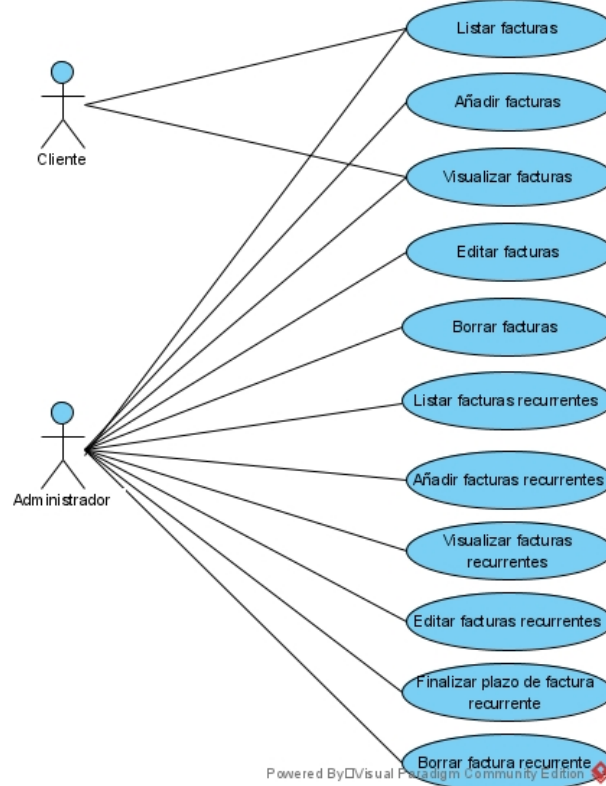 Listar facturas
Añadir facturas
Cliente
Visualizar facturas
Editar facturas
Borrar facturas
Listar facturas recurrentes
Administrador
Añadir facturas recurrentes
Visualizar facturas
recurrentes
Editar facturas recurrentes
Finalizar plazo de factura
recurrente
Borrar factura recurrente
Powered By Visual Paradigm Community Edition